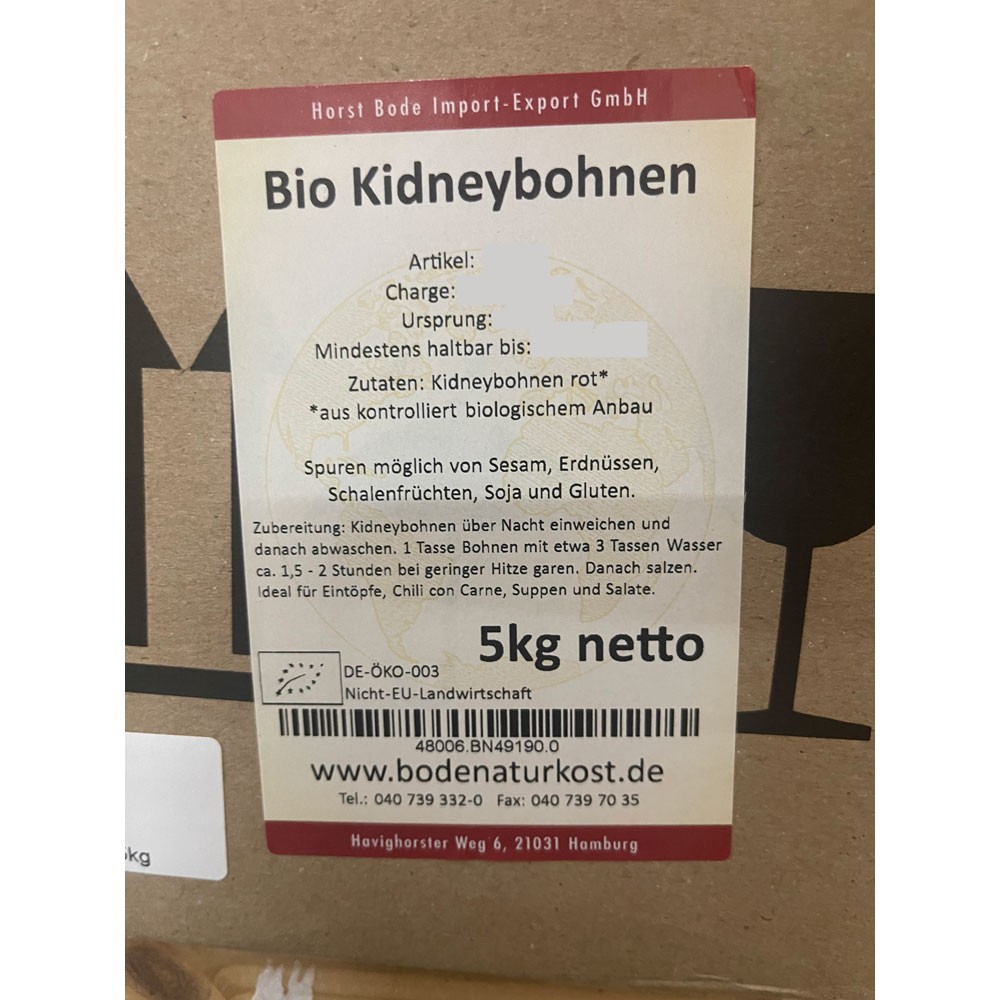 Horst Bode Import-Export GmbH
Bio Kidneybohnen
Artikel:
Charge:
Ursprung:
Mindestens haltbar bis:
Zutaten: Kidneybohnen rot*
*aus kontrolliert biologischem Anbau
Spuren möglich von Sesam, Erdnüssen,
Schalenfrüchten, Soja und Gluten.
Zubereitung: Kidneybohnen über Nacht einweichen und
danach abwaschen. 1 Tasse Bohnen mit etwa 3 Tassen Wasser
ca. 1,5 - 2 Stunden bei geringer Hitze garen. Danach salzen.
Ideal für Eintöpfe, Chili con Carne, Suppen und Salate.
5kg netto
DE-ÖKO-003
Nicht-EU-Landwirtschaft
48006.BN49190.0
www.bodenaturkost.de
Tel.: 040 739 332-0 Fax: 040 739 70 35
Havighorster Weg 6, 21031 Hamburg
kg